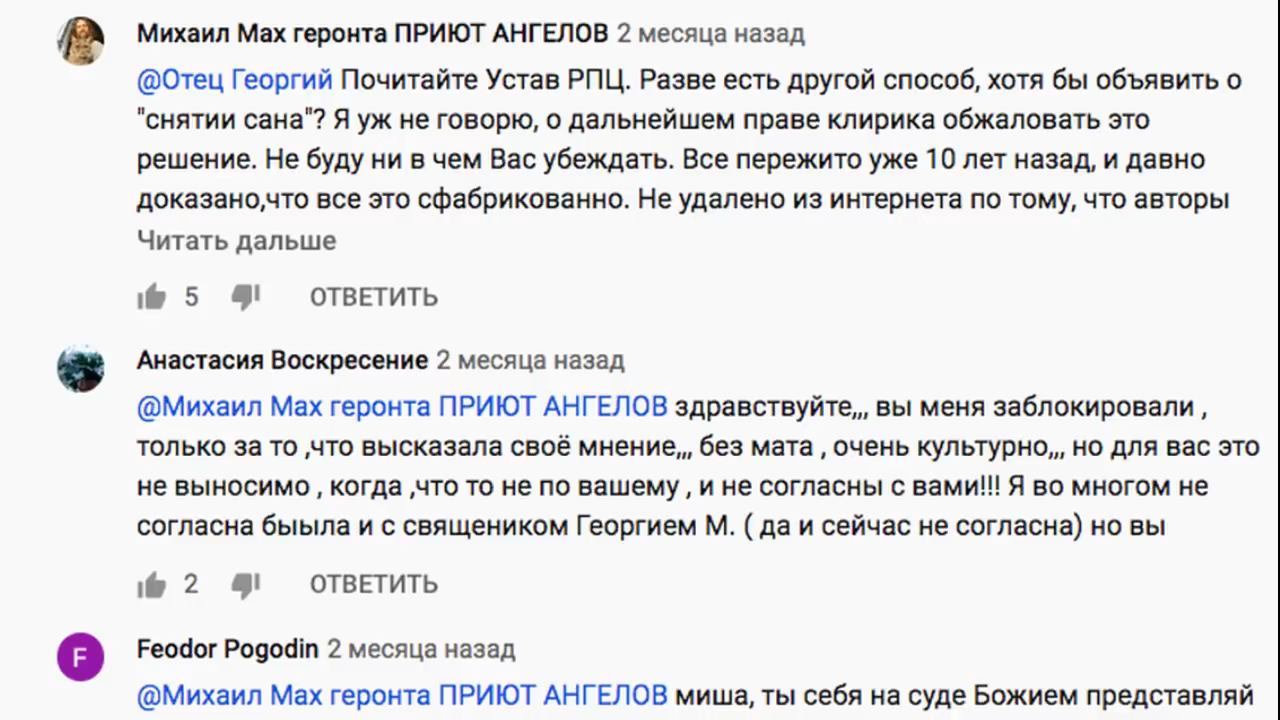 Михаил Мах геронта ПРИЮТ АНГЕЛОВ 2 месяца назад
@Отец Георгий Почитайте Устав РПЦ. Разве есть другой способ, хотя бы объявить о
"снятии сана"? Я уж не говорю, о дальнейшем праве клирика обжаловать это
решение. Не буду ни в чем Вас убеждать. Все пережито уже 10 лет назад, и давно
доказано,что все это сфабрикованно. Не удалено из интернета по тому, что авторы
Читать дальше
5 ОТВЕТИТЬ
Анастасия Воскресение 2 месяца назад
@Михаил Мах геронта ПРИЮТ АНГЕЛОВ здравствуйте,,, вы меня заблокировали ,
только за то ,что высказала своё мнение,,, без мата , очень культурно,,, но для вас это
не выносимо , когда ,что то не по вашему , и не согласны с вами!!! Я во многом не
согласна быыла и с свящeником Георгием М. ( да и сейчас не согласна) но вы
2 ОТВЕТИТЬ
F
Feodor Pogodin 2 месяца назад
@Михаил Мах геронта ПРИЮТ АНГЕЛОВ миша, ты себя на суде Божием представляй